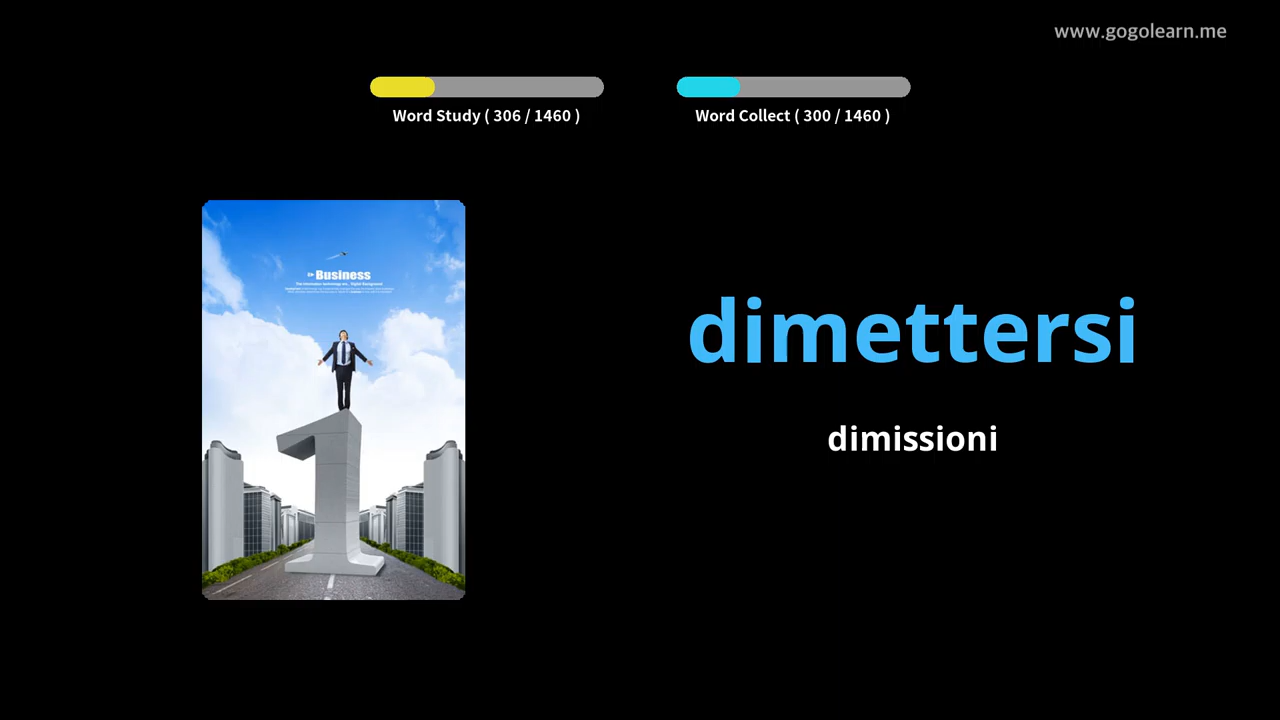 www.gogolearn.me
Word Study ( 306 / 1460 )
Word Collect ( 300 / 1460 )
Business
dimettersi
dimissioni